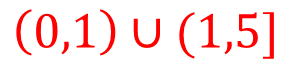 (0,1) ∪ (1,5]